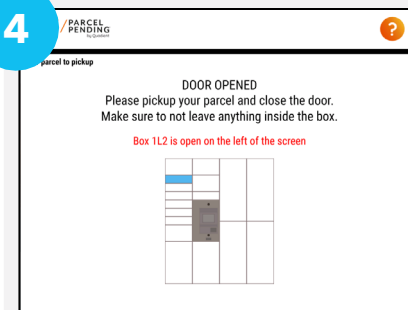 4
PARCEL
PENDING
by Quadient
?
parcel to pickup
DOOR OPENED
Please pickup your parcel and close the door.
Make sure to not leave anything inside the box.
Box 1L2 is open on the left of the screen